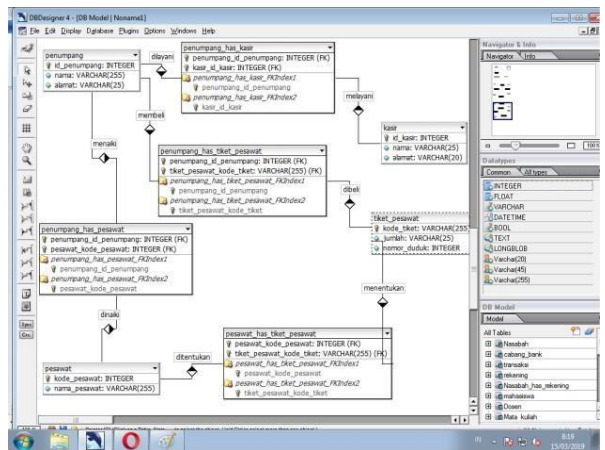 DBDesigner 4 - [DB Model | Noname1]
File Edit Display Database Plugins Options Windows Help
penumpang
id_penumpang: INTEGER
nama: VARCHAR(255)
alamat: VARCHAR(25)
dilayani
penumpang_has_kasir
penumpang_id_penumpang: INTEGER (FK)
kasir_id_kasir: INTEGER (FK)
penumpang_has_kasir_FKIndex1
penumpang_id_penumpang
penumpang_has_kasir_FKIndex2
kasir_id_kasir
melayani
membeli
kasir
id_kasir: INTEGER
nama: VARCHAR(25)
alamat: VARCHAR(20)
menaiki
penumpang_has_tiket_pesawat
penumpang_id_penumpang: INTEGER (FK)
tiket_pesawat_kode_tiket: VARCHAR(255) (FK)
penumpang_has_tiket_pesawat_FKIndex1
penumpang_id_penumpang
penumpang_has_tiket_pesawat_FKIndex2
tiket_pesawat_kode_tiket
dibeli
tiket_pesawat
kode_tiket: VARCHAR(255)
jumlah: VARCHAR(25)
nomor_duduk: INTEGER
penumpang_has_pesawat
penumpang_id_penumpang: INTEGER (FK)
pesawat_kode_pesawat: INTEGER (FK)
penumpang_has_pesawat_FKIndex1
penumpang_id_penumpang
penumpang_has_pesawat_FKIndex2
pesawat_kode_pesawat
menentukan
dinaiki
pesawat_has_tiket_pesawat
pesawat_kode_pesawat: INTEGER (FK)
tiket_pesawat_kode_tiket: VARCHAR(255) (FK)
pesawat_has_tiket_pesawat_FKIndex1
pesawat_kode_pesawat
pesawat_has_tiket_pesawat_FKIndex2
tiket_pesawat_kode_tiket
ditentukan
pesawat
kode_pesawat: INTEGER
nama_pesawat: VARCHAR(255)
Navigator & Info
Navigator Info
100%
Datatypes
Common All types
INTEGER
FLOAT
VARCHAR
DATETIME
BOOL
TEXT
LONGBLOB
Varchar(20)
Varchar(45)
Varchar(255)
DB Model
Model
All Tables
Nasabah
cabang_bank
transaksi
rekening
Nasabah_has_rekening
mahasiswa
Dosen
Mata_kuliah
IN
8:19
15/03/2019